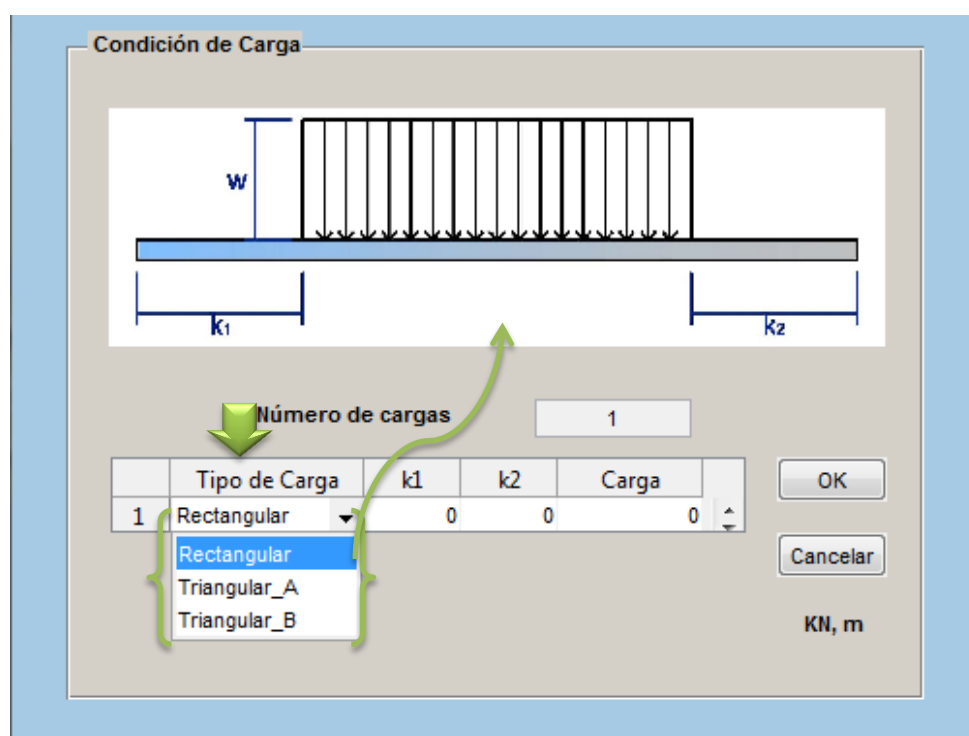 Condición de Carga
W
K1
K2
Número de cargas 1
Tipo de Carga k1 k2 Carga
1 Rectangular 0 0 0
OK
Rectangular
Triangular_A
Triangular_B
Cancelar
KN, m